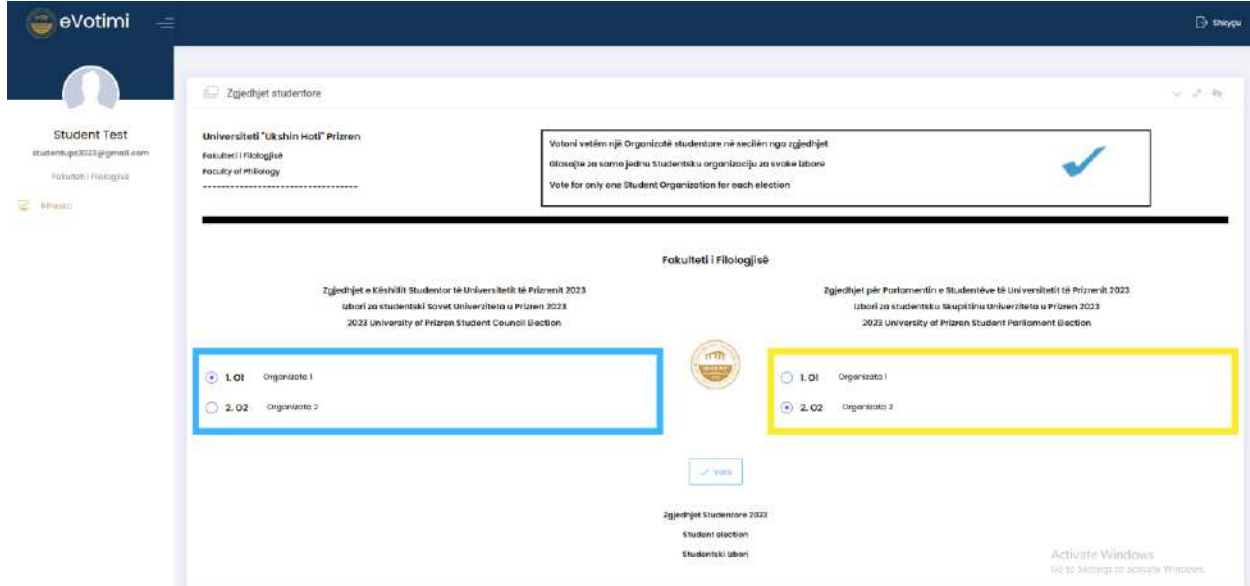 eVotimi
Shkyçu
Student Test
studentups2023@gmail.com
Fakulteti i Filologjisë
Zgjedhjet studentore
Universiteti "Ukshin Hoti" Prizren
Fakulteti i Filologjisë
Faculty of Philology
----------------------------------
Votoni vetëm një Organizatë studentore në secilën nga zgjedhjet
Glasajte za samo jednu Studentsku organizaciju za svake izbore
Vote for only one Student Organization for each election
Fakulteti i Filologjisë
Zgjedhjet e Këshillit Studentor të Universitetit të Prizrenit 2023
Izbori za studentski Savet Univerziteta u Prizren 2023
2023 University of Prizren Student Council Election
1. O1 Organizata 1
2. O2 Organizata 2
Zgjedhjet për Parlamentin e Studentëve të Universitetit të Prizrenit 2023
Izbori za studentsku Skupštinu Univerziteta u Prizren 2023
2023 University of Prizren Student Parliament Election
1. O1 Organizata 1
2. O2 Organizata 2
Voto
Zgjedhjet Studentore 2023
Student election
Studentski izbori
Activate Windows
Go to Settings to activate Windows.